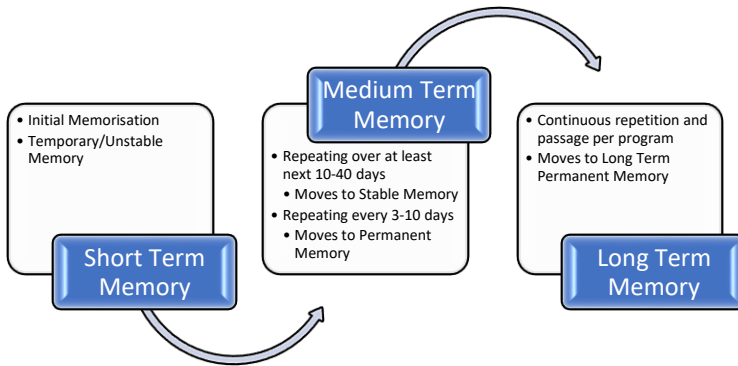 • Initial Memorisation
• Temporary/Unstable
Memory
Short Term
Memory
Medium Term
Memory
• Repeating over at least
next 10-40 days
• Moves to Stable Memory
• Repeating every 3-10 days
• Moves to Permanent
Memory
• Continuous repetition and
passage per program
• Moves to Long Term
Permanent Memory
Long Term
Memory